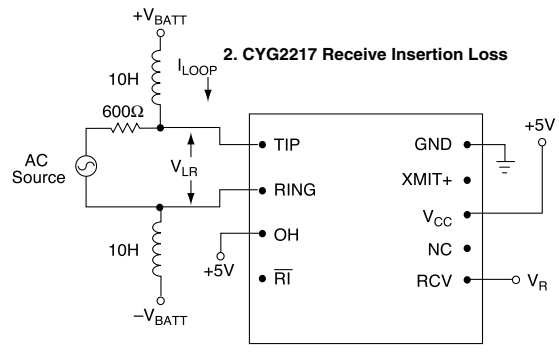 +V_BATT
2. CYG2217 Receive Insertion Loss
I_LOOP
10H
600Ω
+5V
TIP
GND
AC
Source
V_LR
XMIT+
RING
V_CC
OH
10H
NC
+5V
R̅I̅
RCV
V_R
–V_BATT